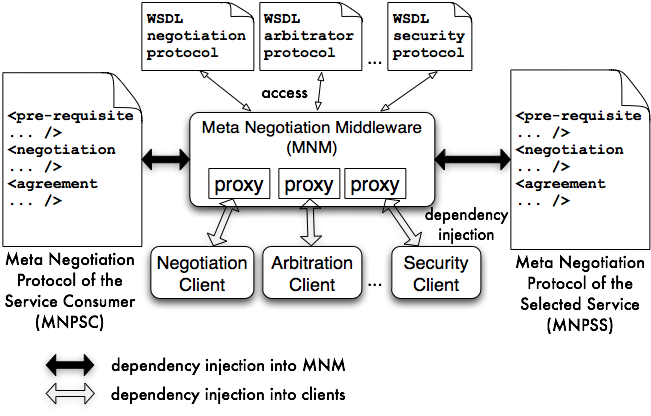 WSDL
negotiation
protocol
WSDL
arbitrator
protocol
...
WSDL
security
protocol
access
<pre-requisite
... />
<negotiation
... />
<agreement
... />
Meta Negotiation Middleware
(MNM)
proxy
proxy
proxy
<pre-requisite
... />
<negotiation
... />
<agreement
... />
dependency
injection
Negotiation
Client
Arbitration
Client
...
Security
Client
Meta Negotiation
Protocol of the
Service Consumer
(MNPSC)
Meta Negotiation
Protocol of the
Selected Service
(MNPSS)
dependency injection into MNM
dependency injection into clients